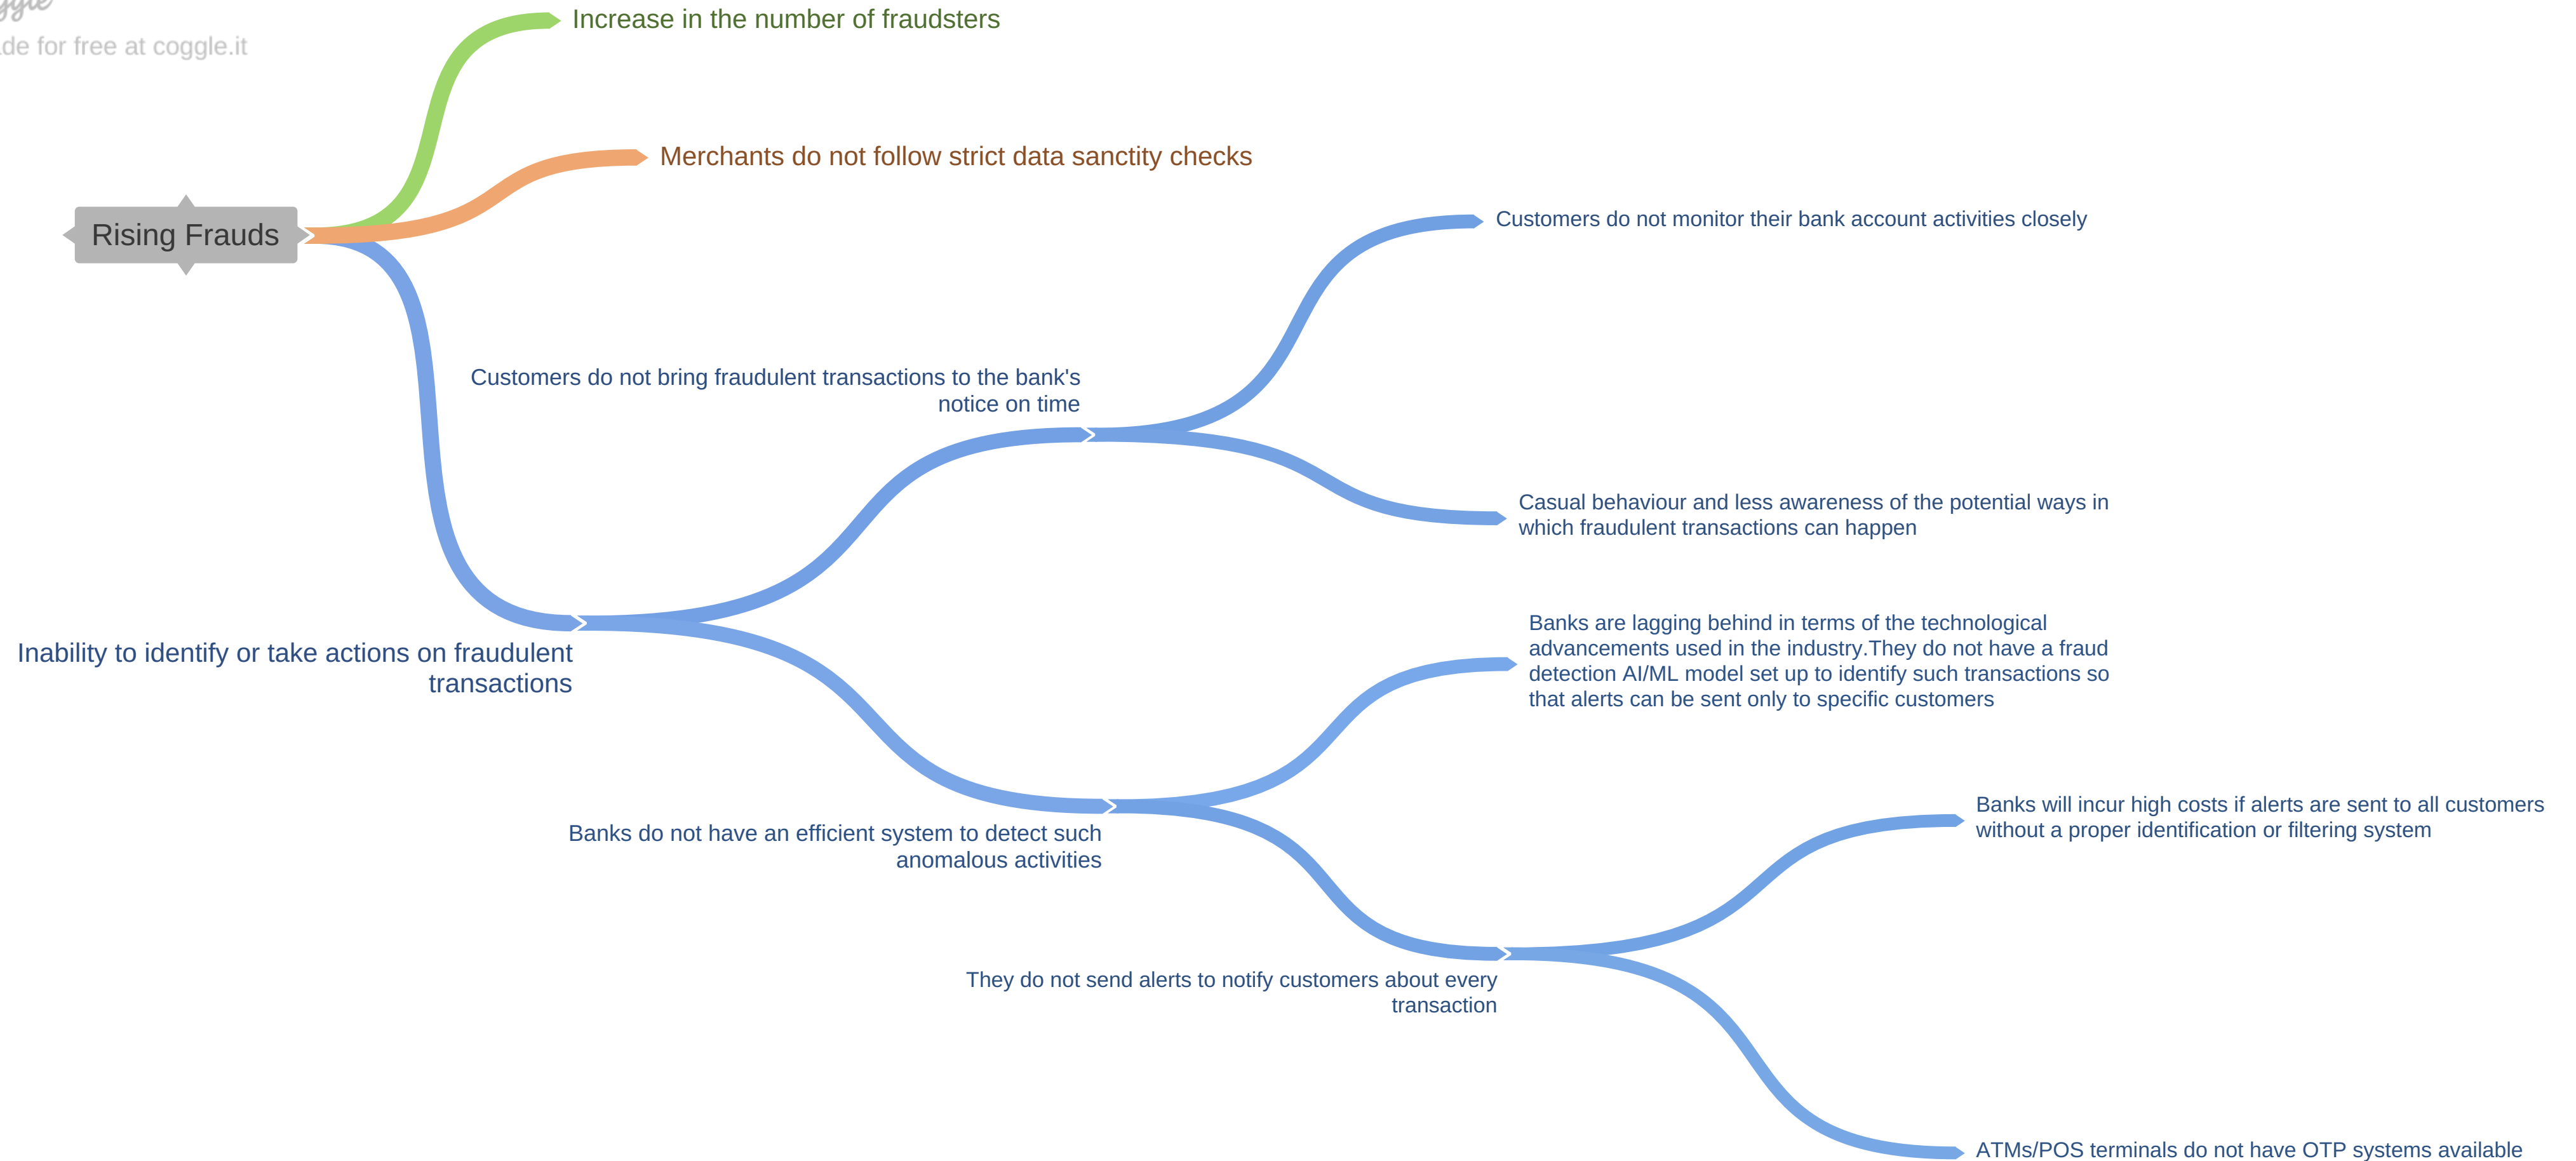 for free at coggle.it
Increase in the number of fraudsters
Merchants do not follow strict data sanctity checks
Rising Frauds
Customers do not monitor their bank account activities closely
Customers do not bring fraudulent transactions to the bank's
notice on time
Casual behaviour and less awareness of the potential ways in
which fraudulent transactions can happen
Inability to identify or take actions on fraudulent
transactions
Banks are lagging behind in terms of the technological
advancements used in the industry.They do not have a fraud
detection AI/ML model set up to identify such transactions so
that alerts can be sent only to specific customers
Banks do not have an efficient system to detect such
anomalous activities
Banks will incur high costs if alerts are sent to all customers
without a proper identification or filtering system
They do not send alerts to notify customers about every
transaction
ATMs/POS terminals do not have OTP systems available